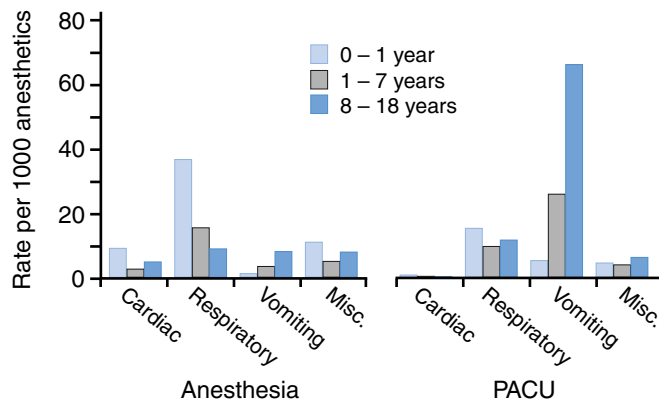 Rate per 1000 anesthetics
80
60
40
20
0
0 – 1 year
1 – 7 years
8 – 18 years
Cardiac
Respiratory
Vomiting
Misc.
Cardiac
Respiratory
Vomiting
Misc.
Anesthesia
PACU